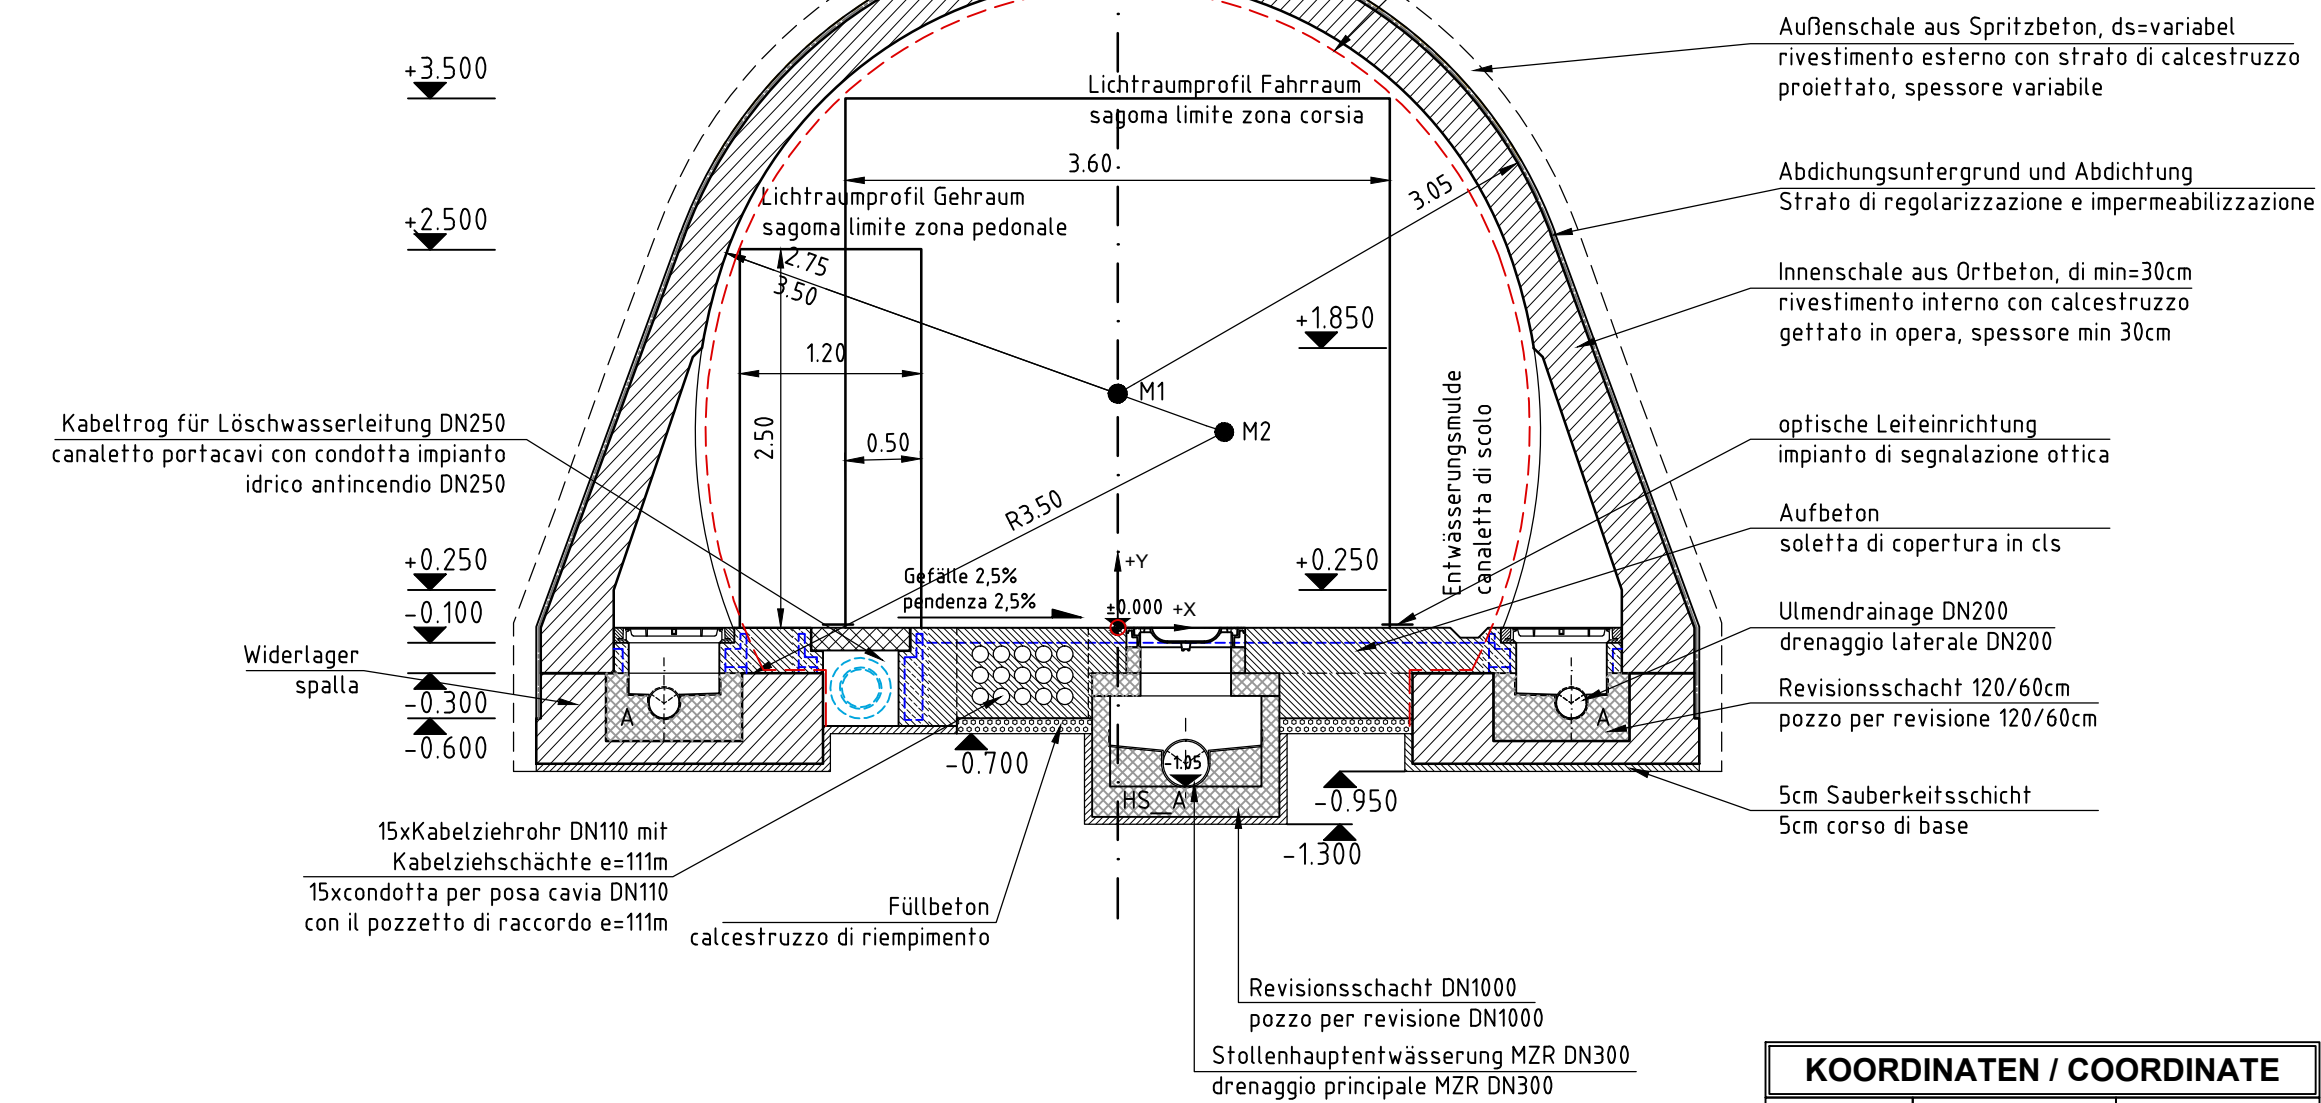 Außenschale aus Spritzbeton, ds=variabel
rivestimento esterno con strato di calcestruzzo
proiettato, spessore variabile
+3.500
Lichtraumprofil Fahrraum
sagoma limite zona corsia
3.60
3.05
Abdichungsuntergrund und Abdichtung
Strato di regolarizzazione e impermeabilizzazione
Lichtraumprofil Gehraum
sagoma limite zona pedonale
+2.500
2.75
3.50
Innenschale aus Ortbeton, di min=30cm
rivestimento interno con calcestruzzo
gettato in opera, spessore min 30cm
+1.850
1.20
M1
M2
2.50
0.50
R3.50
Entwässerungsmulde
canaletta di scolo
Kabeltrog für Löschwasserleitung DN250
canaletto portacavi con condotta impianto
idrico antincendio DN250
optische Leiteinrichtung
impianto di segnalazione ottica
Aufbeton
soletta di copertura in cls
+0.250
+0.250
Gefälle 2,5%
pendenza 2,5%
+Y
±0.000
+X
-0.100
Ulmendrainage DN200
drenaggio laterale DN200
Widerlager
spalla
-0.300
-0.600
A
A
Revisionsschacht 120/60cm
pozzo per revisione 120/60cm
-0.700
-1.05
HS
A
-0.950
-1.300
5cm Sauberkeitsschicht
5cm corso di base
15xKabelziehrohr DN110 mit
Kabelziehschächte e=111m
15xcondotta per posa cavia DN110
con il pozzetto di raccordo e=111m
Füllbeton
calcestruzzo di riempimento
Revisionsschacht DN1000
pozzo per revisione DN1000
Stollenhauptentwässerung MZR DN300
drenaggio principale MZR DN300
KOORDINATEN / COORDINATE